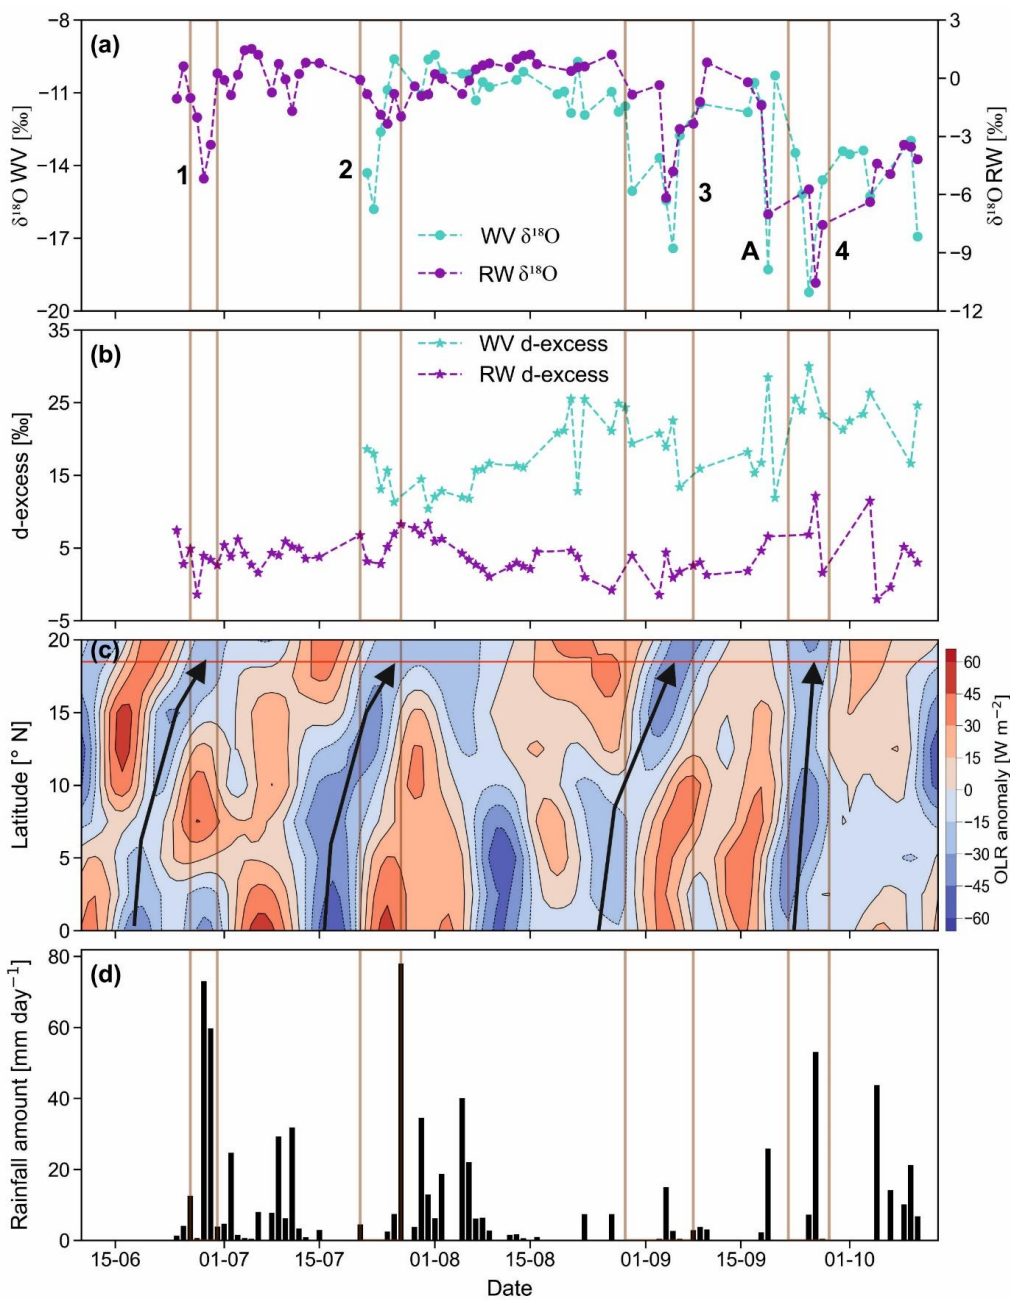 (a)
−8
−11
−14
−17
−20
δ¹⁸O WV [‰]
3
0
−3
−6
−9
−12
δ¹⁸O RW [‰]
1
2
3
A
4
WV δ¹⁸O
RW δ¹⁸O
(b)
35
25
15
5
−5
d-excess [‰]
WV d-excess
RW d-excess
(c)
20
15
10
5
0
Latitude [° N]
60
45
30
15
0
−15
−30
−45
−60
OLR anomaly [W m⁻²]
(d)
80
60
40
20
0
Rainfall amount [mm day⁻¹]
15-06 01-07 15-07 01-08 15-08 01-09 15-09 01-10
Date